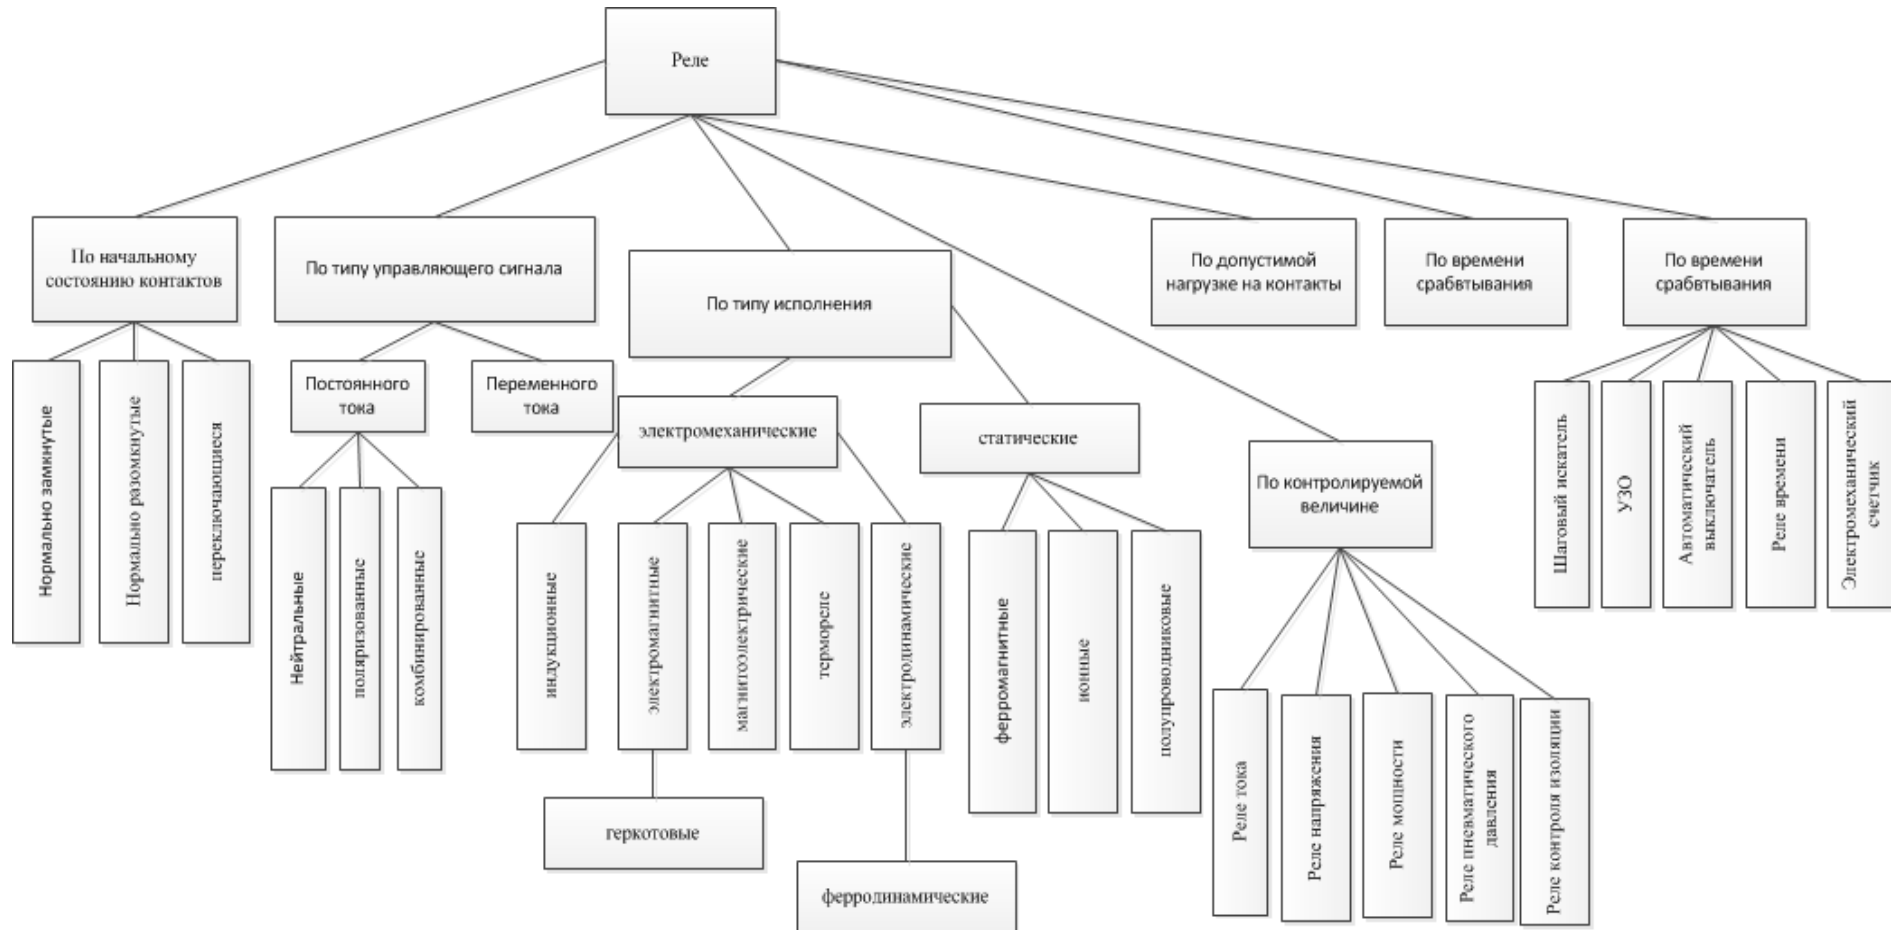 Реле
По начальному
состоянию контактов
По типу управляющего сигнала
По типу исполнения
По допустимой
нагрузке на контакты
По времени
срабвтывания
По времени
срабвтывания
Нормально замкнутые
Нормально разомкнутые
переключающиеся
Постоянного
тока
Переменного
тока
электромеханические
статические
По контролируемой
величине
Шаговый искатель
УЗО
Автоматический
выключатель
Реле времени
Электромеханический
счетчик
Нейтральные
поляризованные
комбинированные
индукционные
электромагнитные
магнитоэлектрические
термореле
электродинамические
ферромагнитные
ионные
полупроводниковые
Реле тока
Реле напряжения
Реле мощности
Реле пневматического
давления
Реле контроля изоляции
геркотовые
ферродинамические